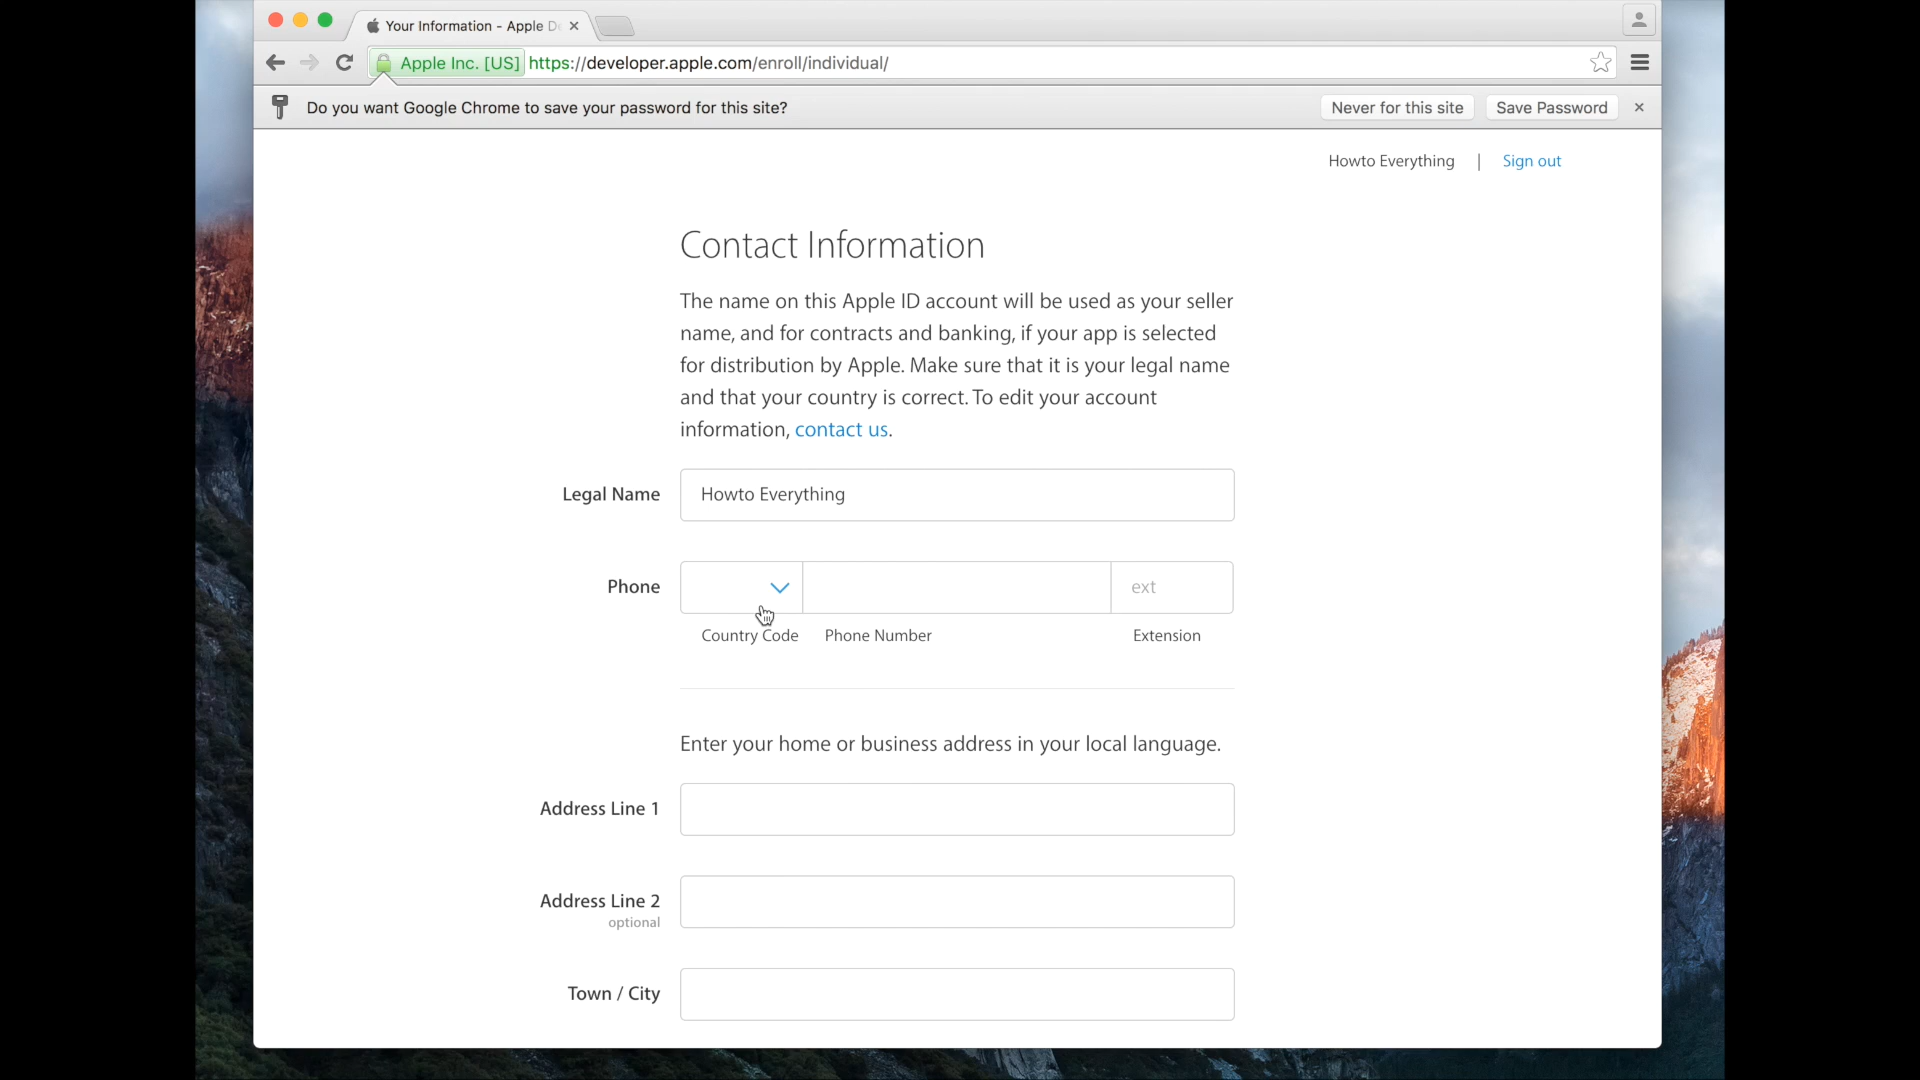 Your Information - Apple De
Apple Inc. [US] https://developer.apple.com/enroll/individual/
Do you want Google Chrome to save your password for this site? Never for this site Save Password
Howto Everything | Sign out
Contact Information
The name on this Apple ID account will be used as your seller
name, and for contracts and banking, if your app is selected
for distribution by Apple. Make sure that it is your legal name
and that your country is correct. To edit your account
information, contact us.
Legal Name Howto Everything
Phone ext
Country Code Phone Number Extension
Enter your home or business address in your local language.
Address Line 1
Address Line 2
optional
Town / City